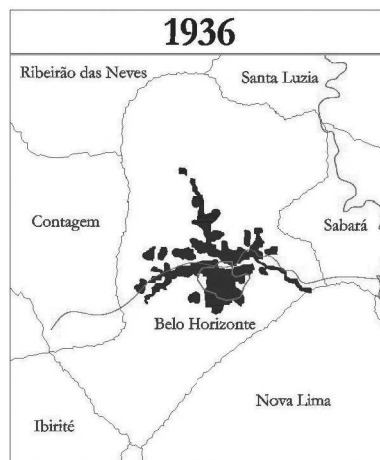 1936
Ribeirão das Neves
Santa Luzia
Contagem
Sabará
Belo Horizonte
Nova Lima
Ibirité